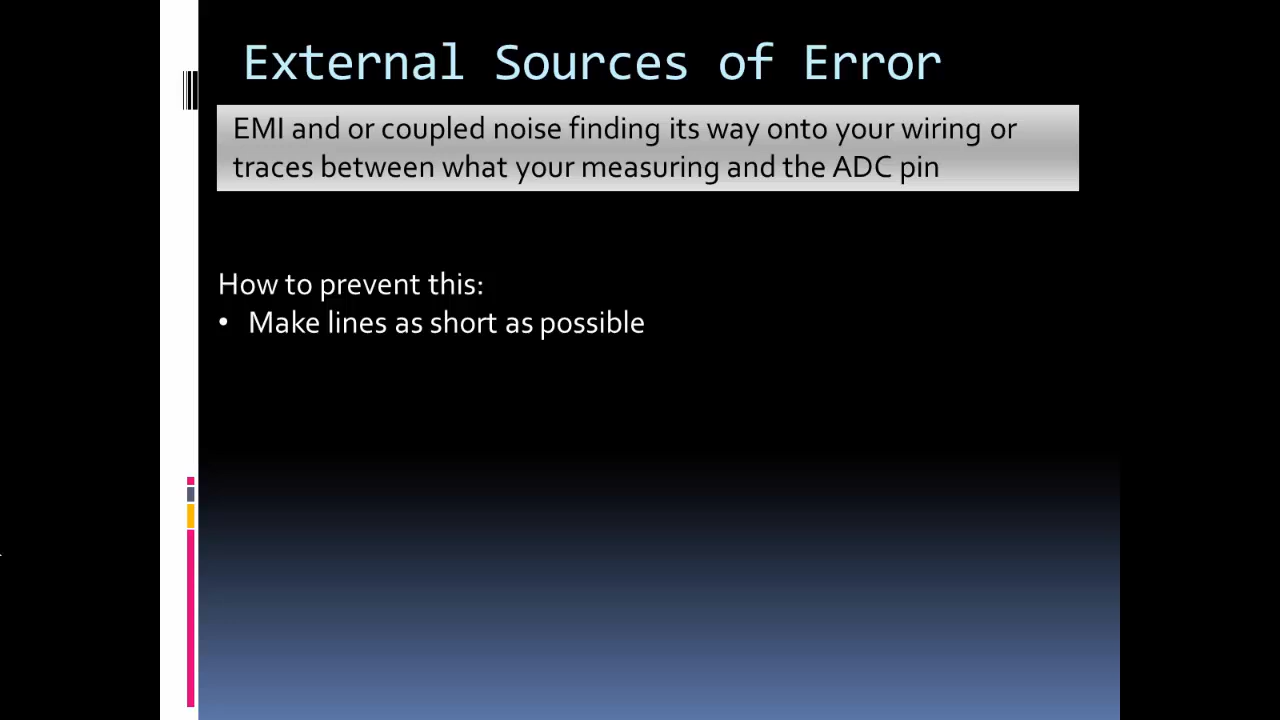 External Sources of Error
EMI and or coupled noise finding its way onto your wiring or
traces between what your measuring and the ADC pin
How to prevent this:
• Make lines as short as possible